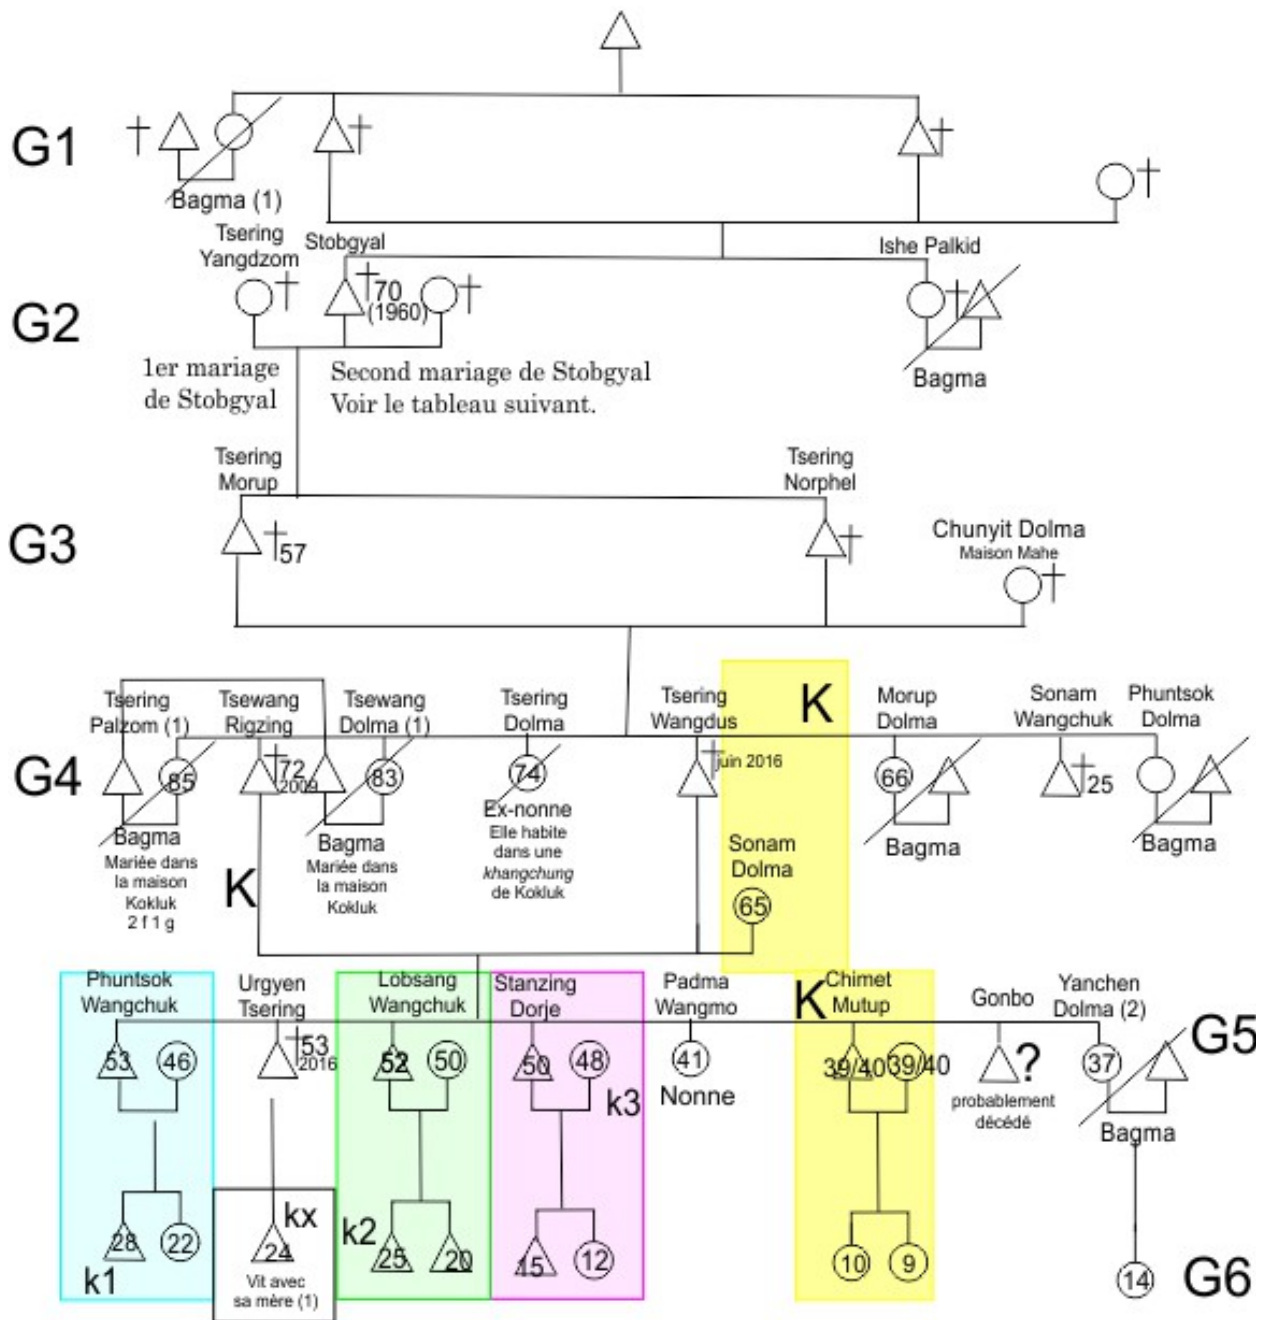 G1
†
†
†
†
Bagma (1)
Tsering
Yangdzom
Stobgyal
Ishe Palkid
G2
†
†70
(1960)
†
†
1er mariage
de Stobgyal
Second mariage de Stobgyal
Voir le tableau suivant.
Bagma
Tsering
Morup
Tsering
Norphel
G3
†57
†
Chunyit Dolma
Maison Mahe
†
Tsering
Palzom (1)
Tsewang
Rigzing
Tsewang
Dolma (1)
Tsering
Dolma
Tsering
Wangdus
K
Morup
Dolma
Sonam
Wangchuk
Phuntsok
Dolma
G4
85
†72
2009
83
74
†juin 2016
66
†25
Bagma
Mariée dans
la maison
Kokluk
2 f 1 g
K
Bagma
Mariée dans
la maison
Kokluk
Ex-nonne
Elle habite
dans une
khangchung
de Kokluk
Sonam
Dolma
65
Bagma
Bagma
Phuntsok
Wangchuk
Urgyen
Tsering
Lobsang
Wangchuk
Stanzing
Dorje
Padma
Wangmo
K
Chimet
Mutup
Gonbo
Yanchen
Dolma (2)
G5
53
46
†53
2016
52
50
50
48
k3
41
Nonne
39/40
39/40
?
probablement
décédé
37
Bagma
28
22
k1
kx
24
Vit avec
sa mère (1)
k2
25
20
15
12
10
9
14
G6